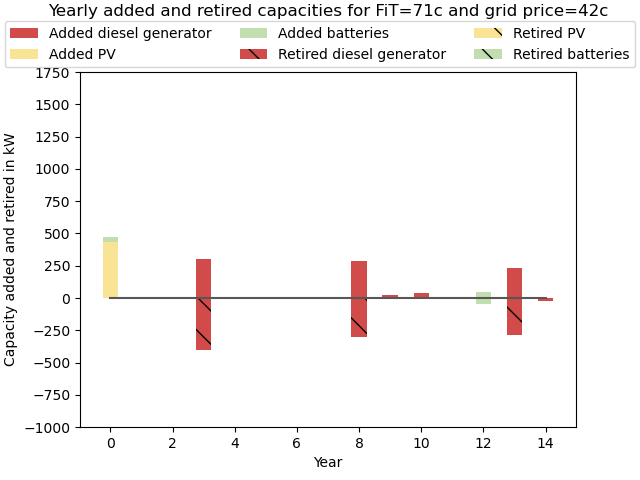 Yearly added and retired capacities for FiT=71c and grid price=42c
Added diesel generator
Added PV
Added batteries
Retired diesel generator
Retired PV
Retired batteries
Capacity added and retired in kW
1750
1500
1250
1000
750
500
250
0
−250
−500
−750
−1000
0 2 4 6 8 10 12 14
Year